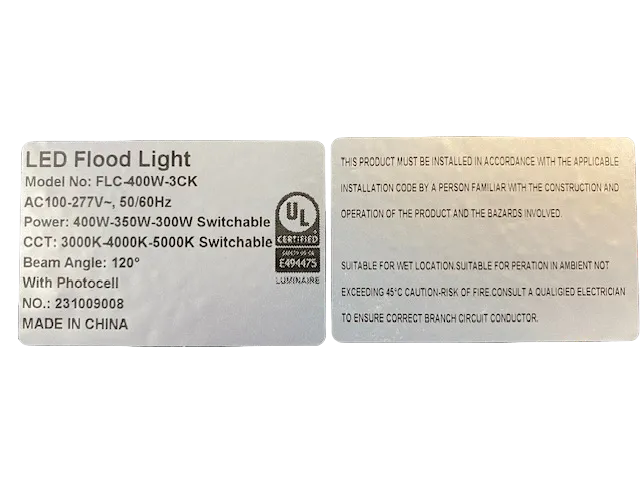 LED Flood Light
Model No: FLC-400W-3CK
AC100-277V~, 50/60Hz
Power: 400W-350W-300W Switchable
CCT: 3000K-4000K-5000K Switchable
Beam Angle: 120°
With Photocell
NO.: 231009008
MADE IN CHINA
UL
CERTIFIED
SAFETY US CA
E494475
LUMINAIRE
THIS PRODUCT MUST BE INSTALLED IN ACCORDANCE WITH THE APPLICABLE
INSTALLATION CODE BY A PERSON FAMILIAR WITH THE CONSTRUCTION AND
OPERATION OF THE PRODUCT AND THE BAZARDS INVOLVED.
SUITABLE FOR WET LOCATION.SUITABLE FOR PERATION IN AMBIENT NOT
EXCEEDING 45°C CAUTION-RISK OF FIRE.CONSULT A QUALIGIED ELECTRICIAN
TO ENSURE CORRECT BRANCH CIRCUIT CONDUCTOR.